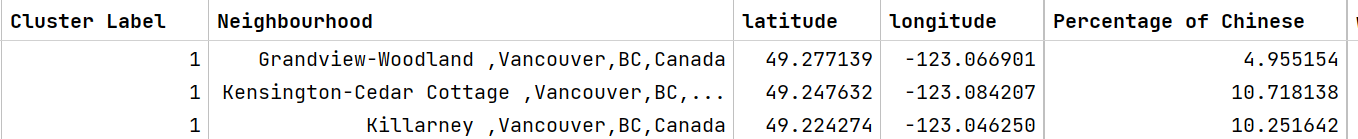 Cluster Label Neighbourhood latitude longitude Percentage of Chinese
1 Grandview-Woodland ,Vancouver,BC,Canada 49.277139 -123.066901 4.955154
1 Kensington-Cedar Cottage ,Vancouver,BC,... 49.247632 -123.084207 10.718138
1 Killarney ,Vancouver,BC,Canada 49.224274 -123.046250 10.251642